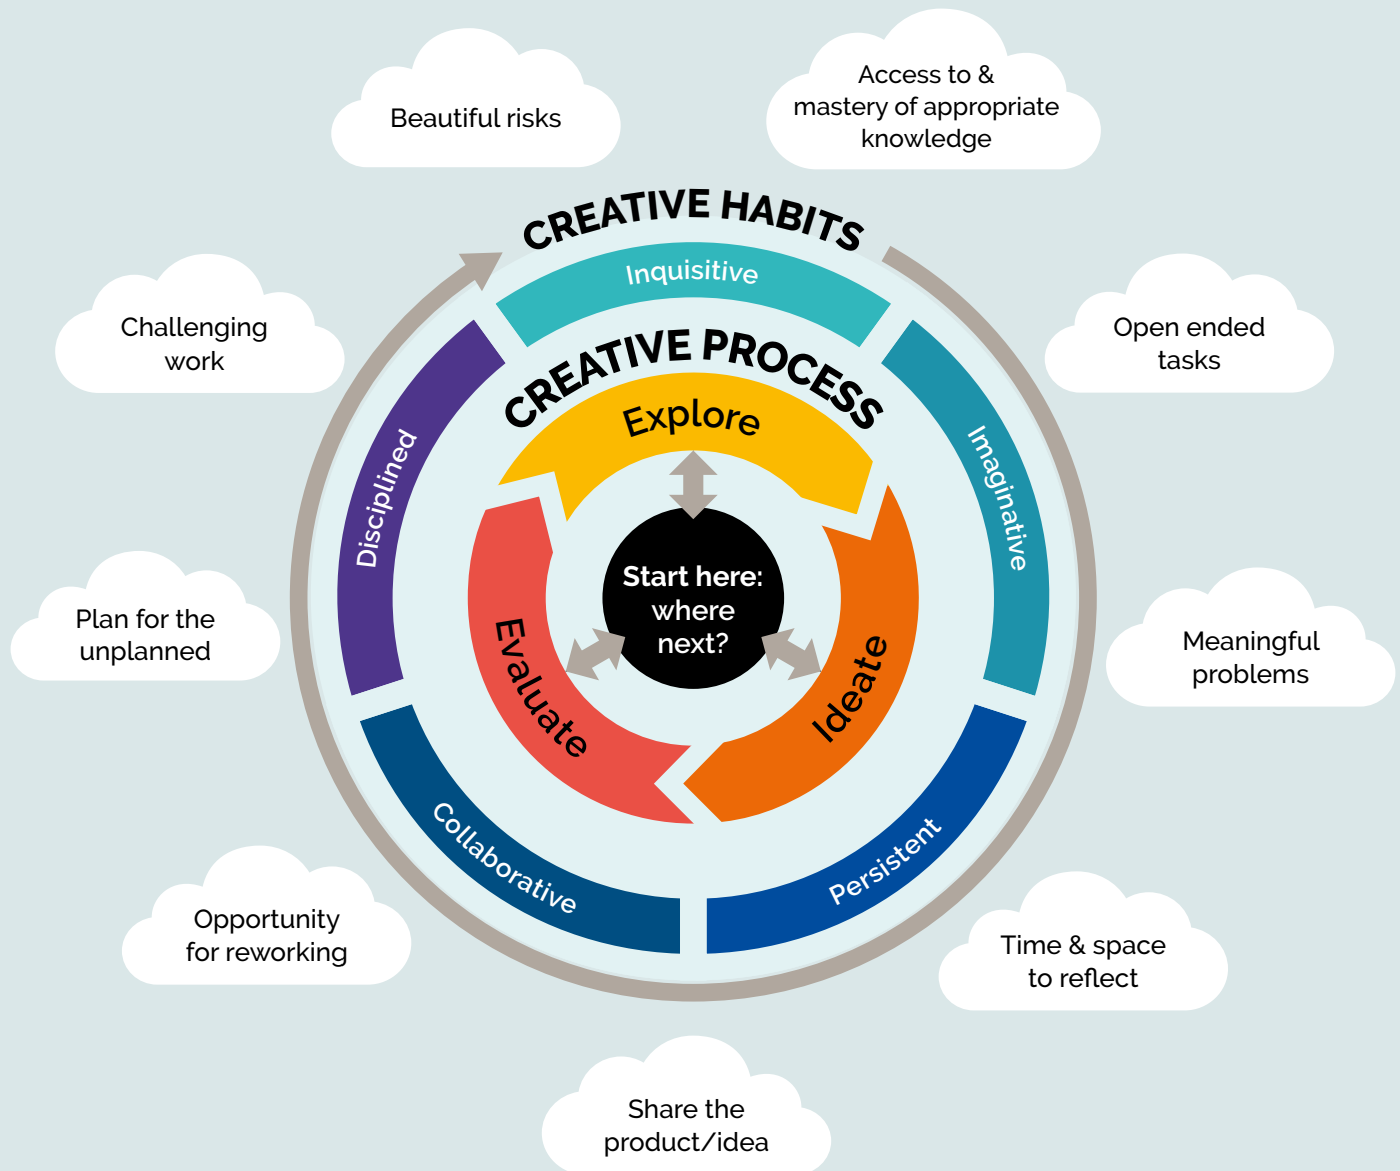 Beautiful risks
Access to &
mastery of appropriate
knowledge
Challenging
work
Open ended
tasks
Plan for the
unplanned
Meaningful
problems
Opportunity
for reworking
Time & space
to reflect
Share the
product/idea
CREATIVE HABITS
Inquisitive
Imaginative
Persistent
Collaborative
Disciplined
CREATIVE PROCESS
Explore
Ideate
Evaluate
Start here:
where
next?